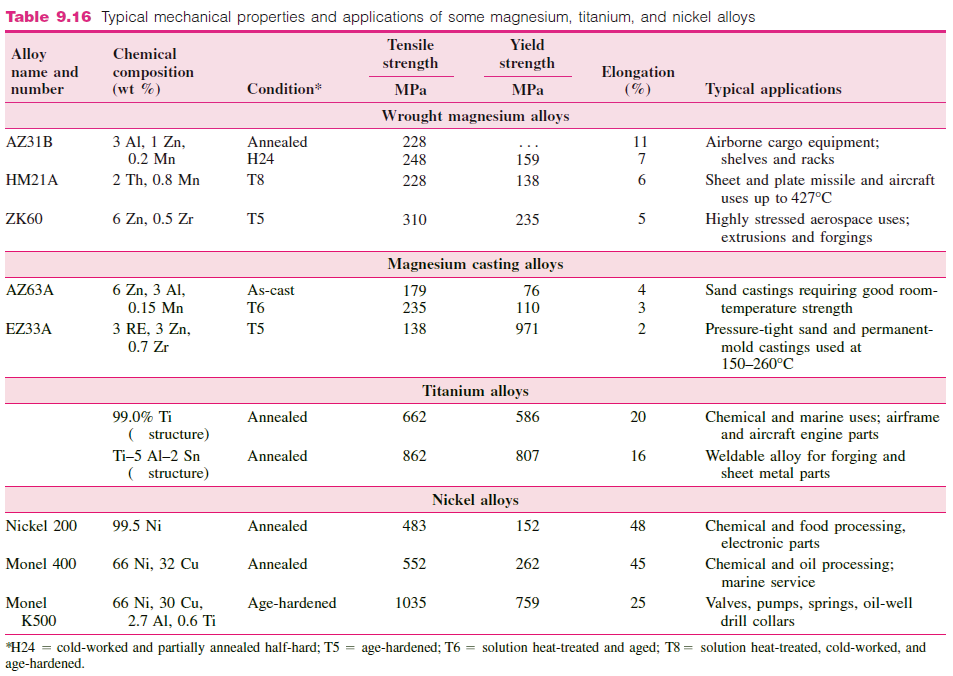 Table 9.16 Typical mechanical properties and applications of some magnesium, titanium, and nickel alloys
Tensile Yield
Alloy Chemical strength strength
name and composition Elongation
number (wt %) Condition* MPa MPa (%) Typical applications
Wrought magnesium alloys
AZ31B 3 Al, 1 Zn, Annealed 228 . . . 11 Airborne cargo equipment;
0.2 Mn H24 248 159 7 shelves and racks
HM21A 2 Th, 0.8 Mn T8 228 138 6 Sheet and plate missile and aircraft
uses up to 427°C
ZK60 6 Zn, 0.5 Zr T5 310 235 5 Highly stressed aerospace uses;
extrusions and forgings
Magnesium casting alloys
AZ63A 6 Zn, 3 Al, As-cast 179 76 4 Sand castings requiring good room-
0.15 Mn T6 235 110 3 temperature strength
EZ33A 3 RE, 3 Zn, T5 138 971 2 Pressure-tight sand and permanent-
0.7 Zr mold castings used at
150–260°C
Titanium alloys
99.0% Ti Annealed 662 586 20 Chemical and marine uses; airframe
( structure) and aircraft engine parts
Ti–5 Al–2 Sn Annealed 862 807 16 Weldable alloy for forging and
( structure) sheet metal parts
Nickel alloys
Nickel 200 99.5 Ni Annealed 483 152 48 Chemical and food processing,
electronic parts
Monel 400 66 Ni, 32 Cu Annealed 552 262 45 Chemical and oil processing;
marine service
Monel 66 Ni, 30 Cu, Age-hardened 1035 759 25 Valves, pumps, springs, oil-well
K500 2.7 Al, 0.6 Ti drill collars
*H24 = cold-worked and partially annealed half-hard; T5 = age-hardened; T6 = solution heat-treated and aged; T8 = solution heat-treated, cold-worked, and
age-hardened.